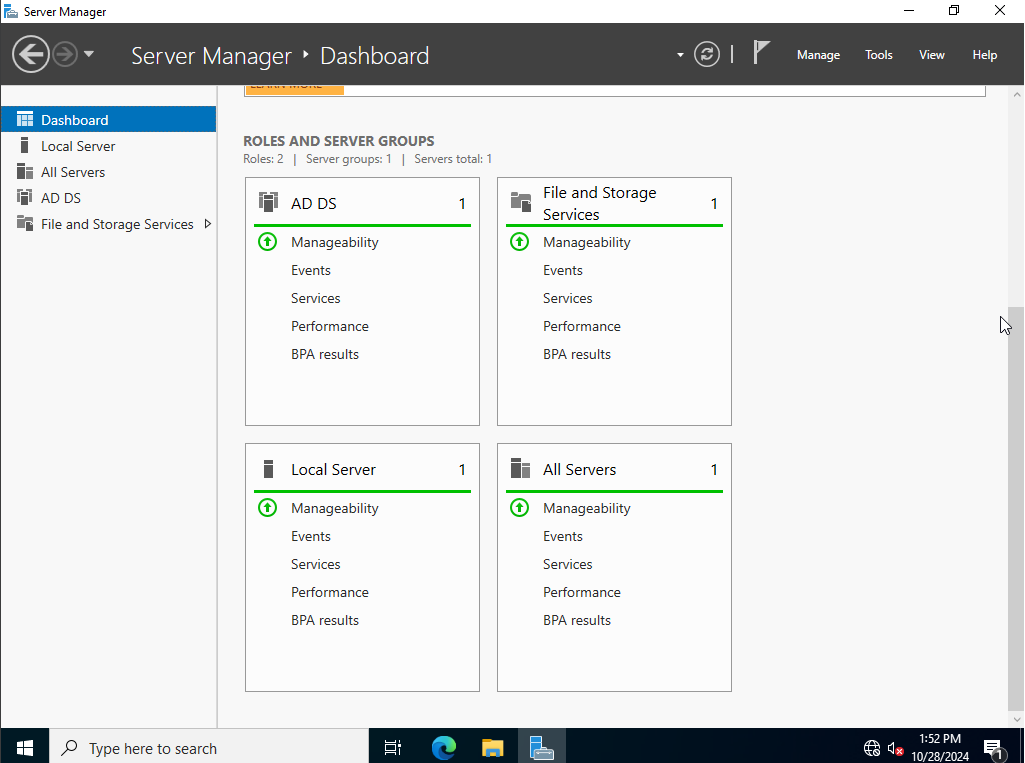 Server Manager
Server Manager • Dashboard
Manage Tools View Help
Dashboard
Local Server
All Servers
AD DS
File and Storage Services
ROLES AND SERVER GROUPS
Roles: 2 | Server groups: 1 | Servers total: 1
AD DS 1
Manageability
Events
Services
Performance
BPA results
File and Storage
Services 1
Manageability
Events
Services
Performance
BPA results
Local Server 1
Manageability
Events
Services
Performance
BPA results
All Servers 1
Manageability
Events
Services
Performance
BPA results
Type here to search
1:52 PM
10/28/2024
1